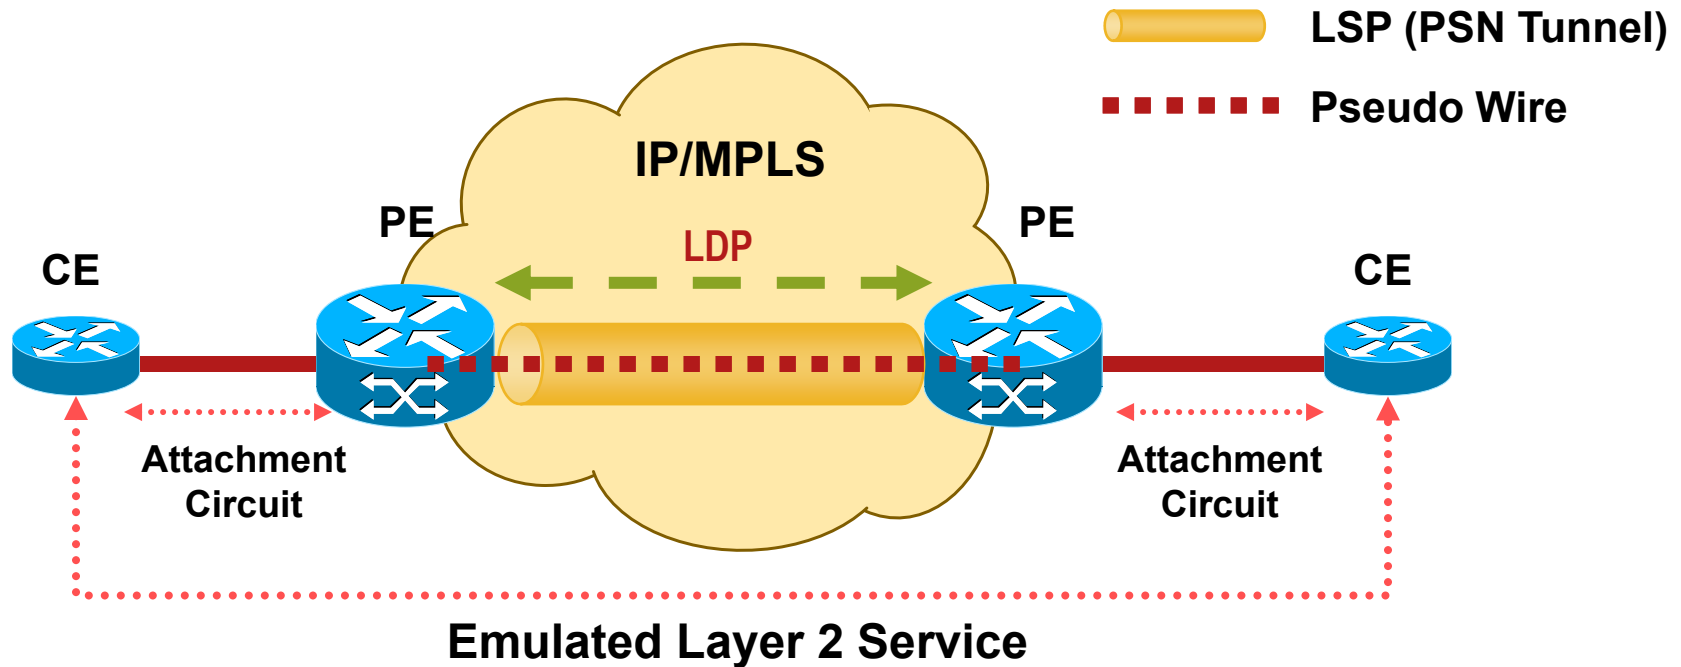 LSP (PSN Tunnel)
Pseudo Wire
IP/MPLS
PE
PE
LDP
CE
CE
Attachment
Circuit
Attachment
Circuit
Emulated Layer 2 Service